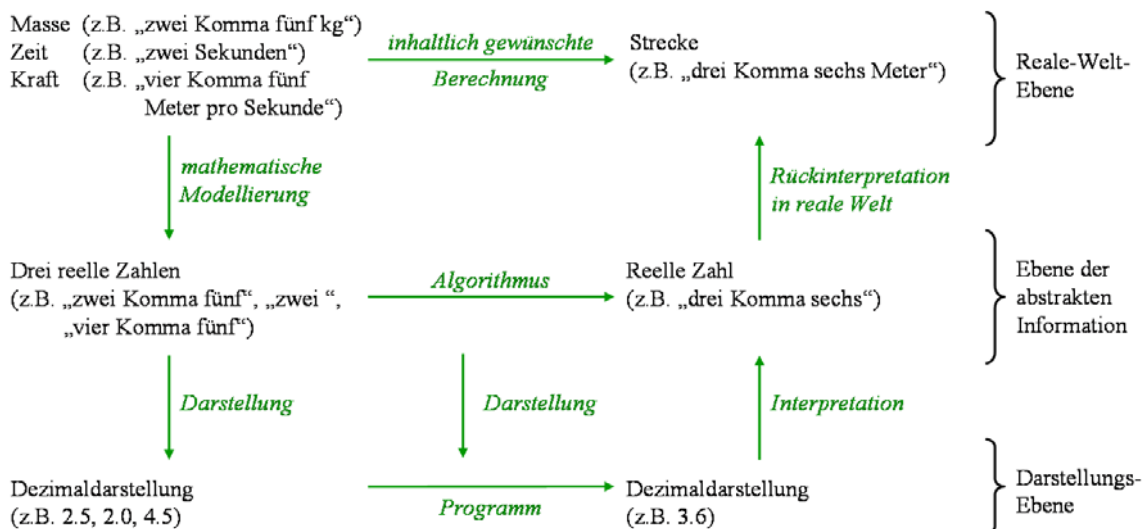 Masse (z.B. „zwei Komma fünf kg“)
Zeit (z.B. „zwei Sekunden“)
Kraft (z.B. „vier Komma fünf
Meter pro Sekunde“)
inhaltlich gewünschte
Berechnung
Strecke
(z.B. „drei Komma sechs Meter“)
Reale-Welt-
Ebene
mathematische
Modellierung
Rückinterpretation
in reale Welt
Drei reelle Zahlen
(z.B. „zwei Komma fünf“, „zwei “,
„vier Komma fünf“)
Algorithmus
Reelle Zahl
(z.B. „drei Komma sechs“)
Ebene der
abstrakten
Information
Darstellung
Darstellung
Interpretation
Dezimaldarstellung
(z.B. 2.5, 2.0, 4.5)
Programm
Dezimaldarstellung
(z.B. 3.6)
Darstellungs-
Ebene